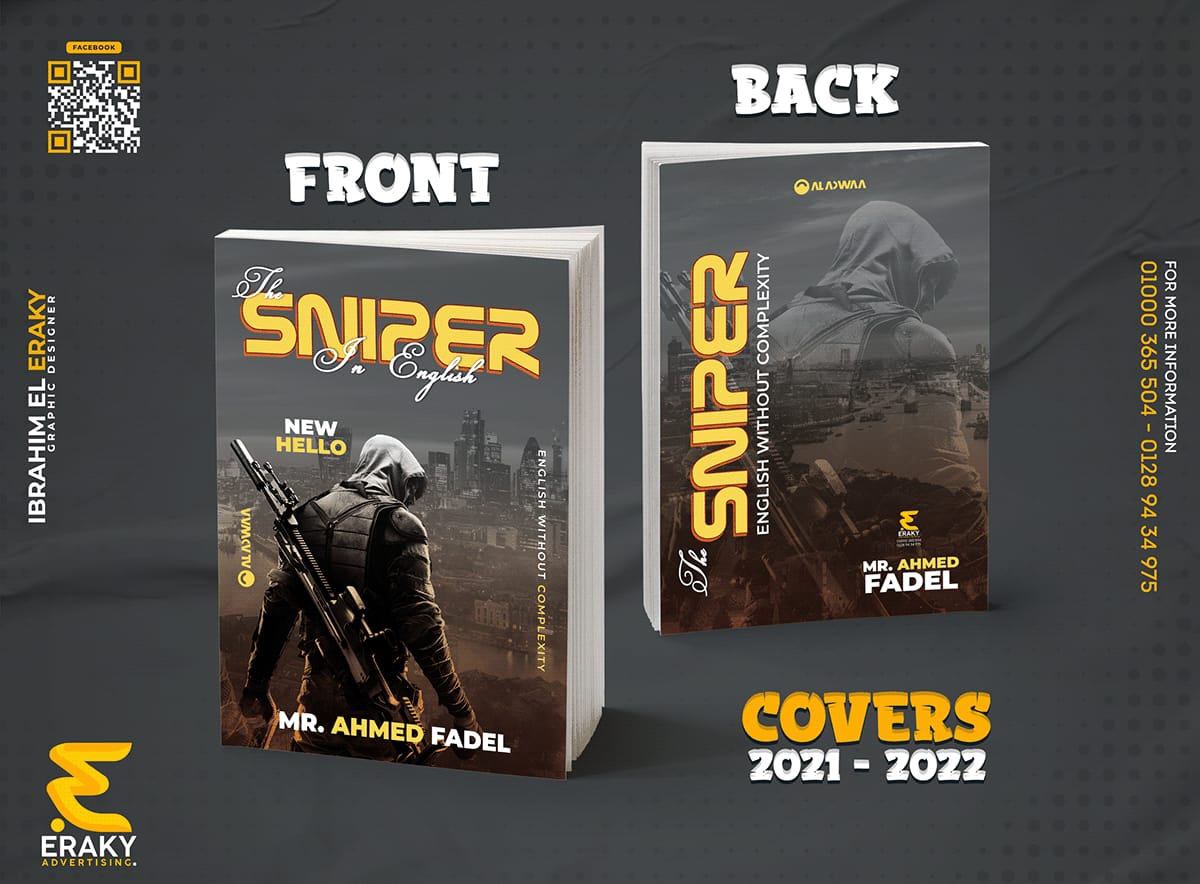 FACEBOOK
BACK
FRONT
The
SNIPER
In English
NEW
HELLO
ENGLISH WITHOUT COMPLEXITY
MR. AHMED FADEL
ALADWAA
The SNIPER
ENGLISH WITHOUT COMPLEXITY
ERAKY
MR. AHMED
FADEL
IBRAHIM EL ERAKY
GRAPHIC DESIGNER
FOR MORE INFORMATION
01000 365 504 - 0128 94 34 975
COVERS
2021 - 2022
ERAKY
ADVERTISING.